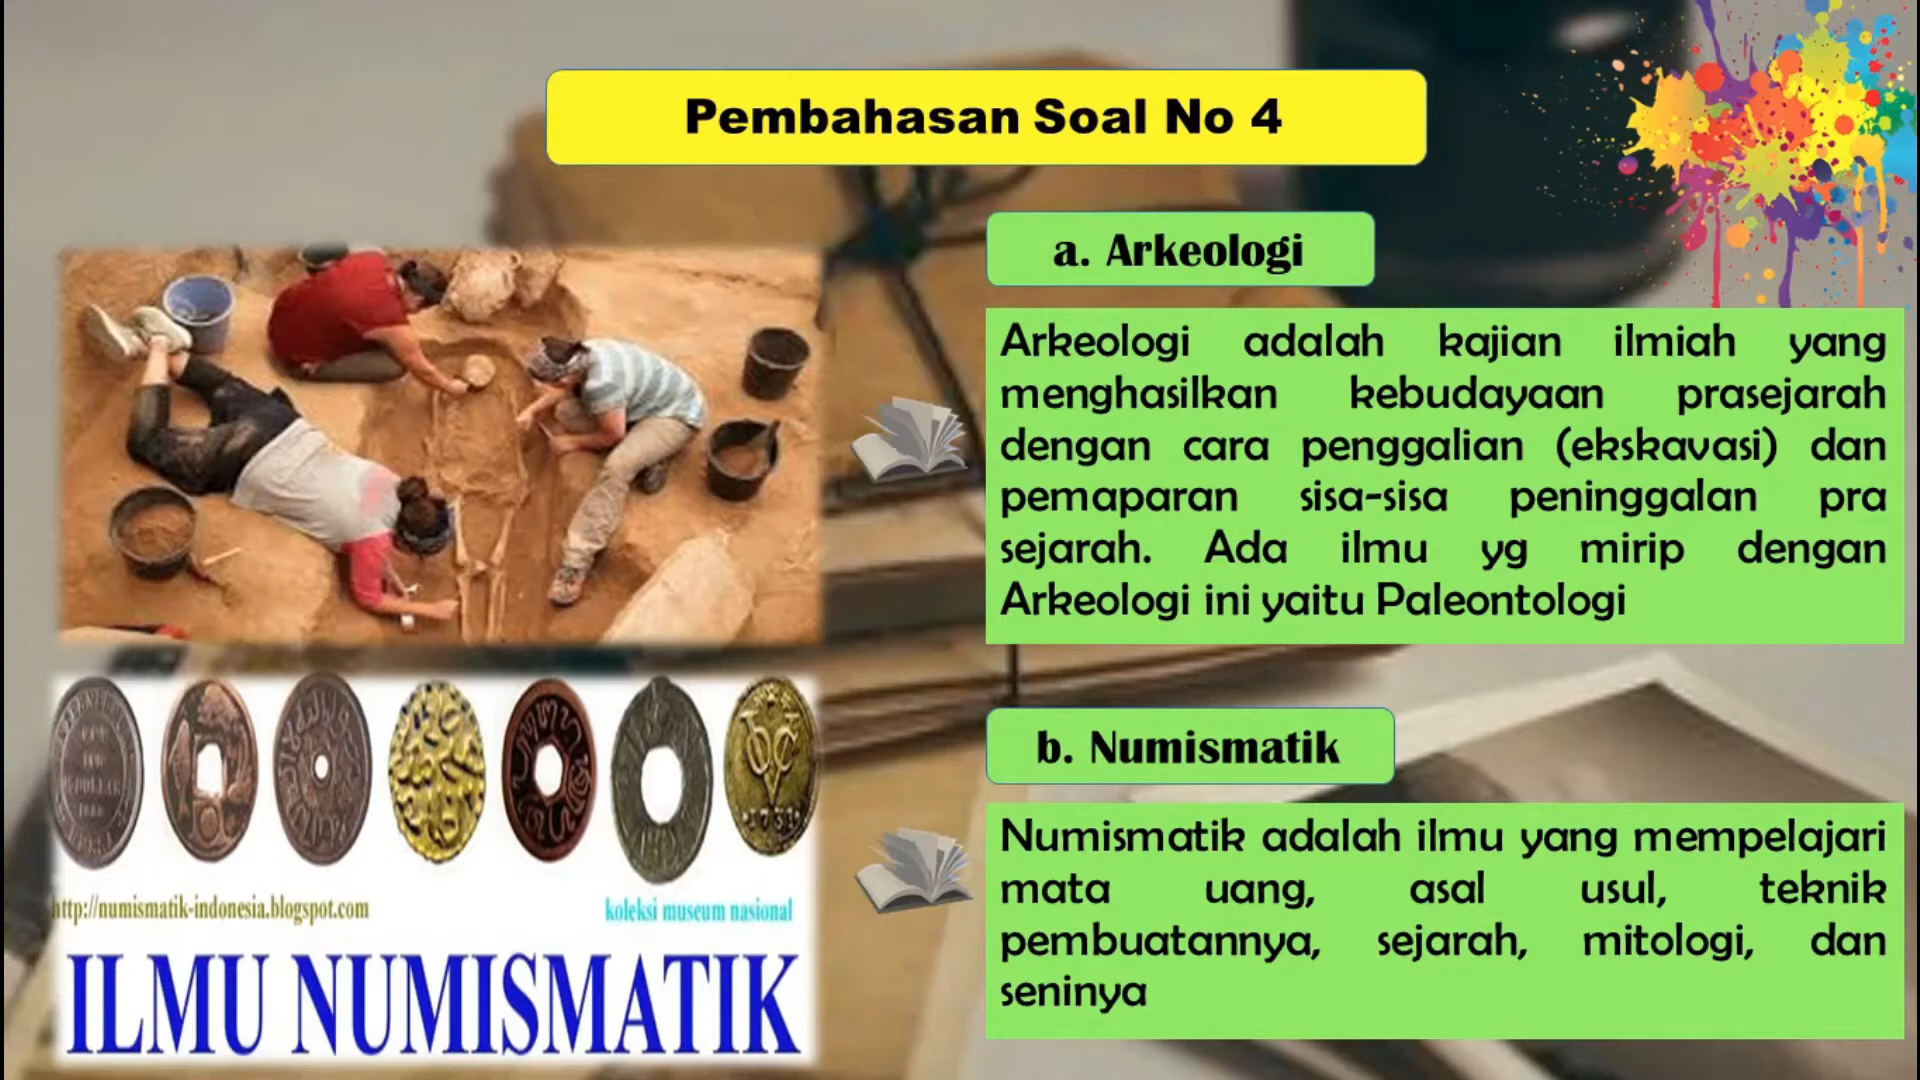 Pembahasan Soal No 4
a. Arkeologi
Arkeologi adalah kajian ilmiah yang
menghasilkan kebudayaan prasejarah
dengan cara penggalian (ekskavasi) dan
pemaparan sisa-sisa peninggalan pra
sejarah. Ada ilmu yg mirip dengan
Arkeologi ini yaitu Paleontologi
b. Numismatik
Numismatik adalah ilmu yang mempelajari
mata uang, asal usul, teknik
pembuatannya, sejarah, mitologi, dan
seninya
http://numismatik-indonesia.blogspot.com
koleksi museum nasional
ILMU NUMISMATIK